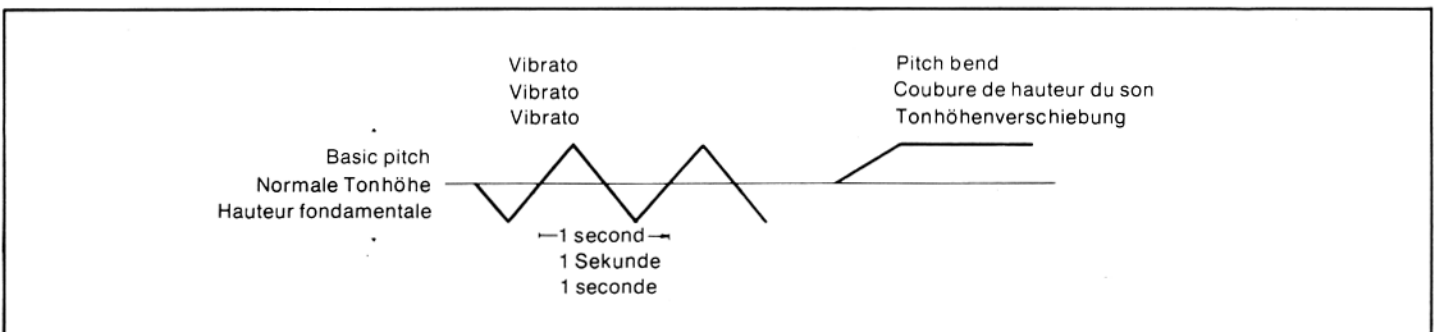 Vibrato
Vibrato
Vibrato
Pitch bend
Coubure de hauteur du son
Tonhöhenverschiebung
Basic pitch
Normale Tonhöhe
Hauteur fondamentale
1 second
1 Sekunde
1 seconde